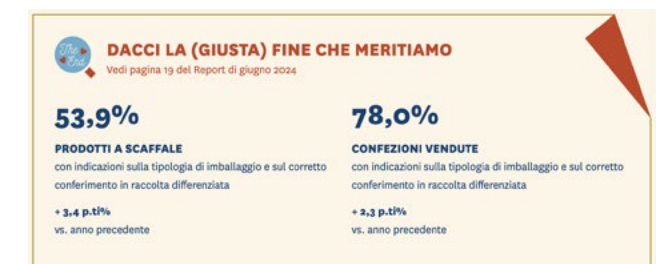 The End
DACCI LA (GIUSTA) FINE CHE MERITIAMO
Vedi pagina 19 del Report di giugno 2024
53,9%
PRODOTTI A SCAFFALE
con indicazioni sulla tipologia di imballaggio e sul corretto
conferimento in raccolta differenziata
+ 3,4 p.ti%
vs. anno precedente
78,0%
CONFEZIONI VENDUTE
con indicazioni sulla tipologia di imballaggio e sul corretto
conferimento in raccolta differenziata
+ 2,3 p.ti%
vs. anno precedente